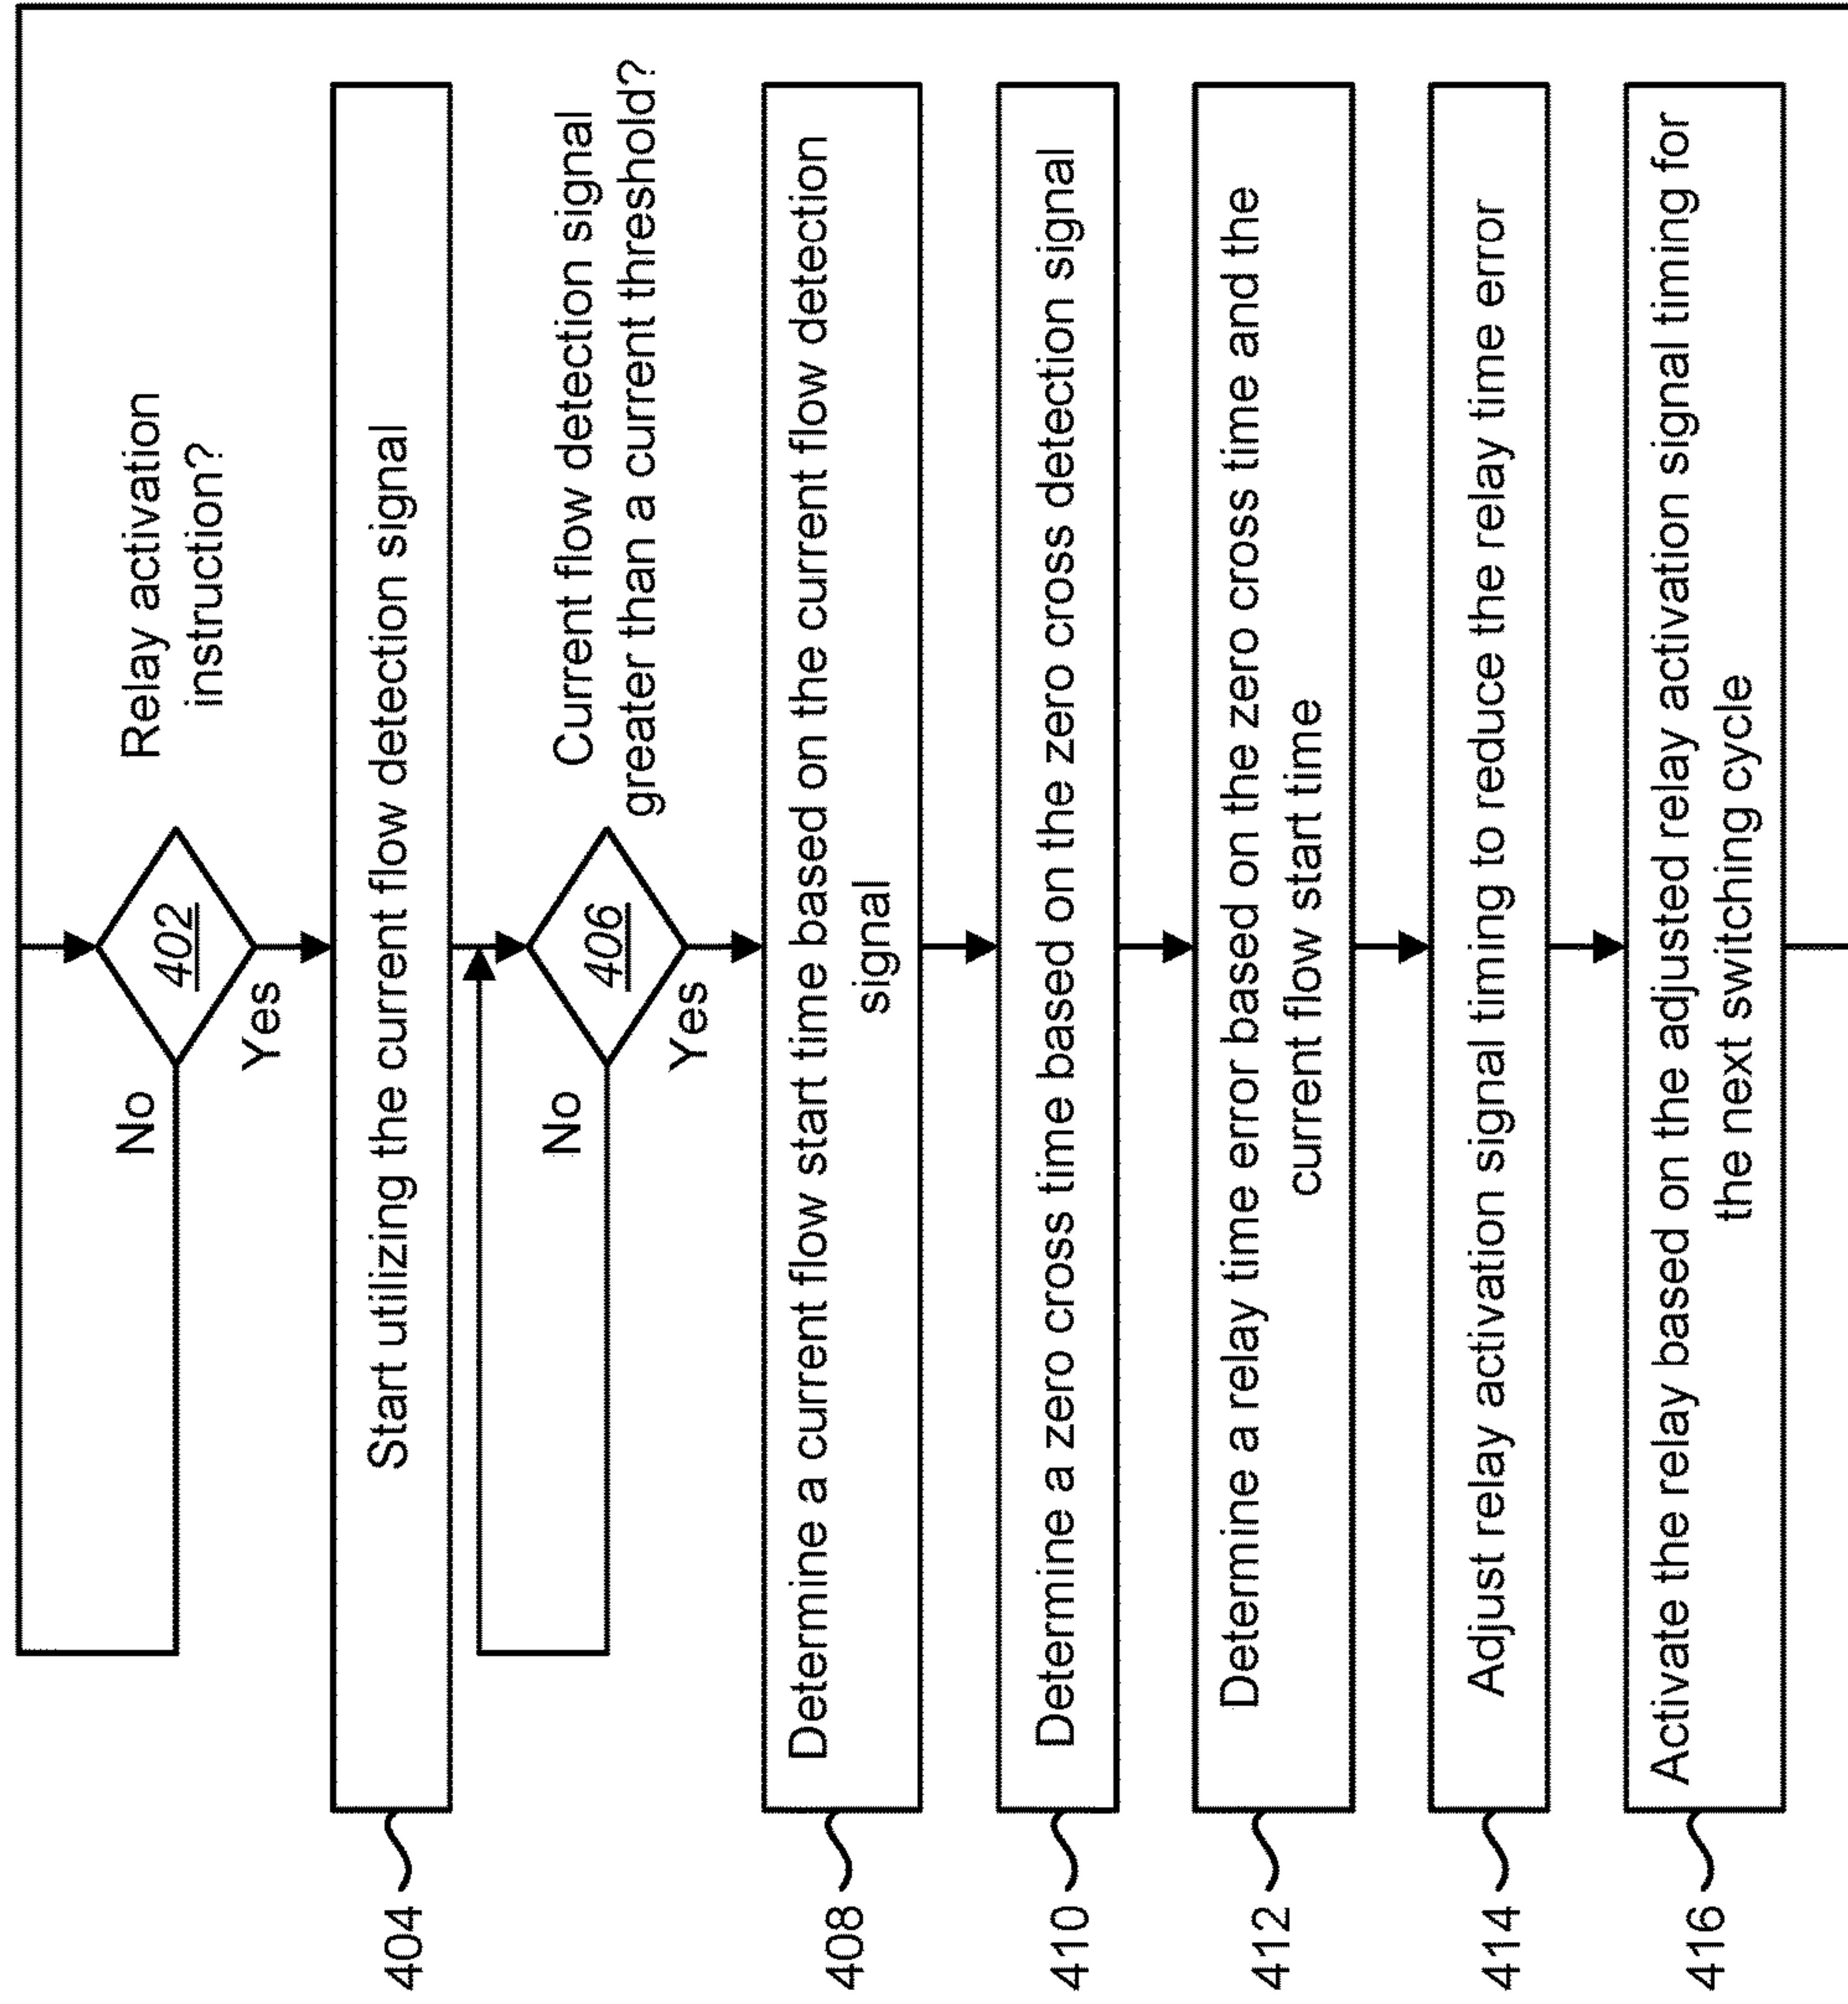 Relay activation
instruction?
402
No
Yes
404
Start utilizing the current flow detection signal
Current flow detection signal
greater than a current threshold?
406
No
Yes
408
Determine a current flow start time based on the current flow detection
signal
410
Determine a zero cross time based on the zero cross detection signal
412
Determine a relay time error based on the zero cross time and the
current flow start time
414
Adjust relay activation signal timing to reduce the relay time error
416
Activate the relay based on the adjusted relay activation signal timing for
the next switching cycle